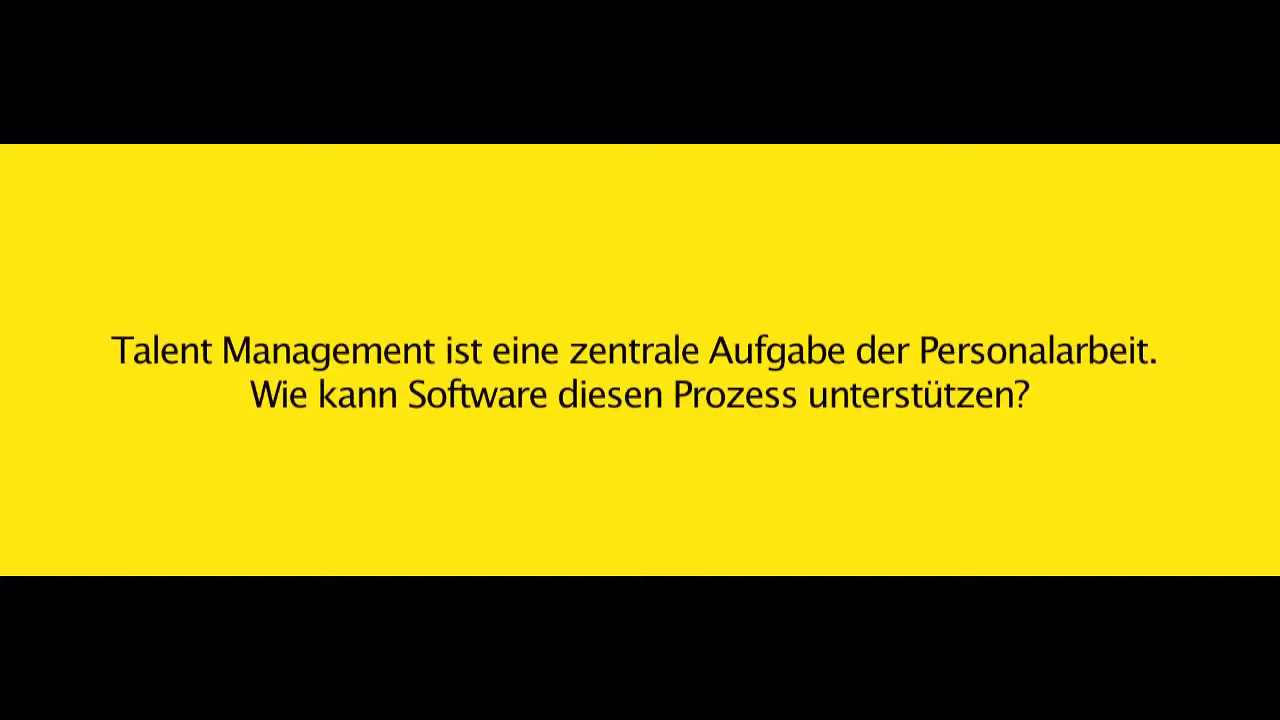 Talent Management ist eine zentrale Aufgabe der Personalarbeit.
Wie kann Software diesen Prozess unterstützen?